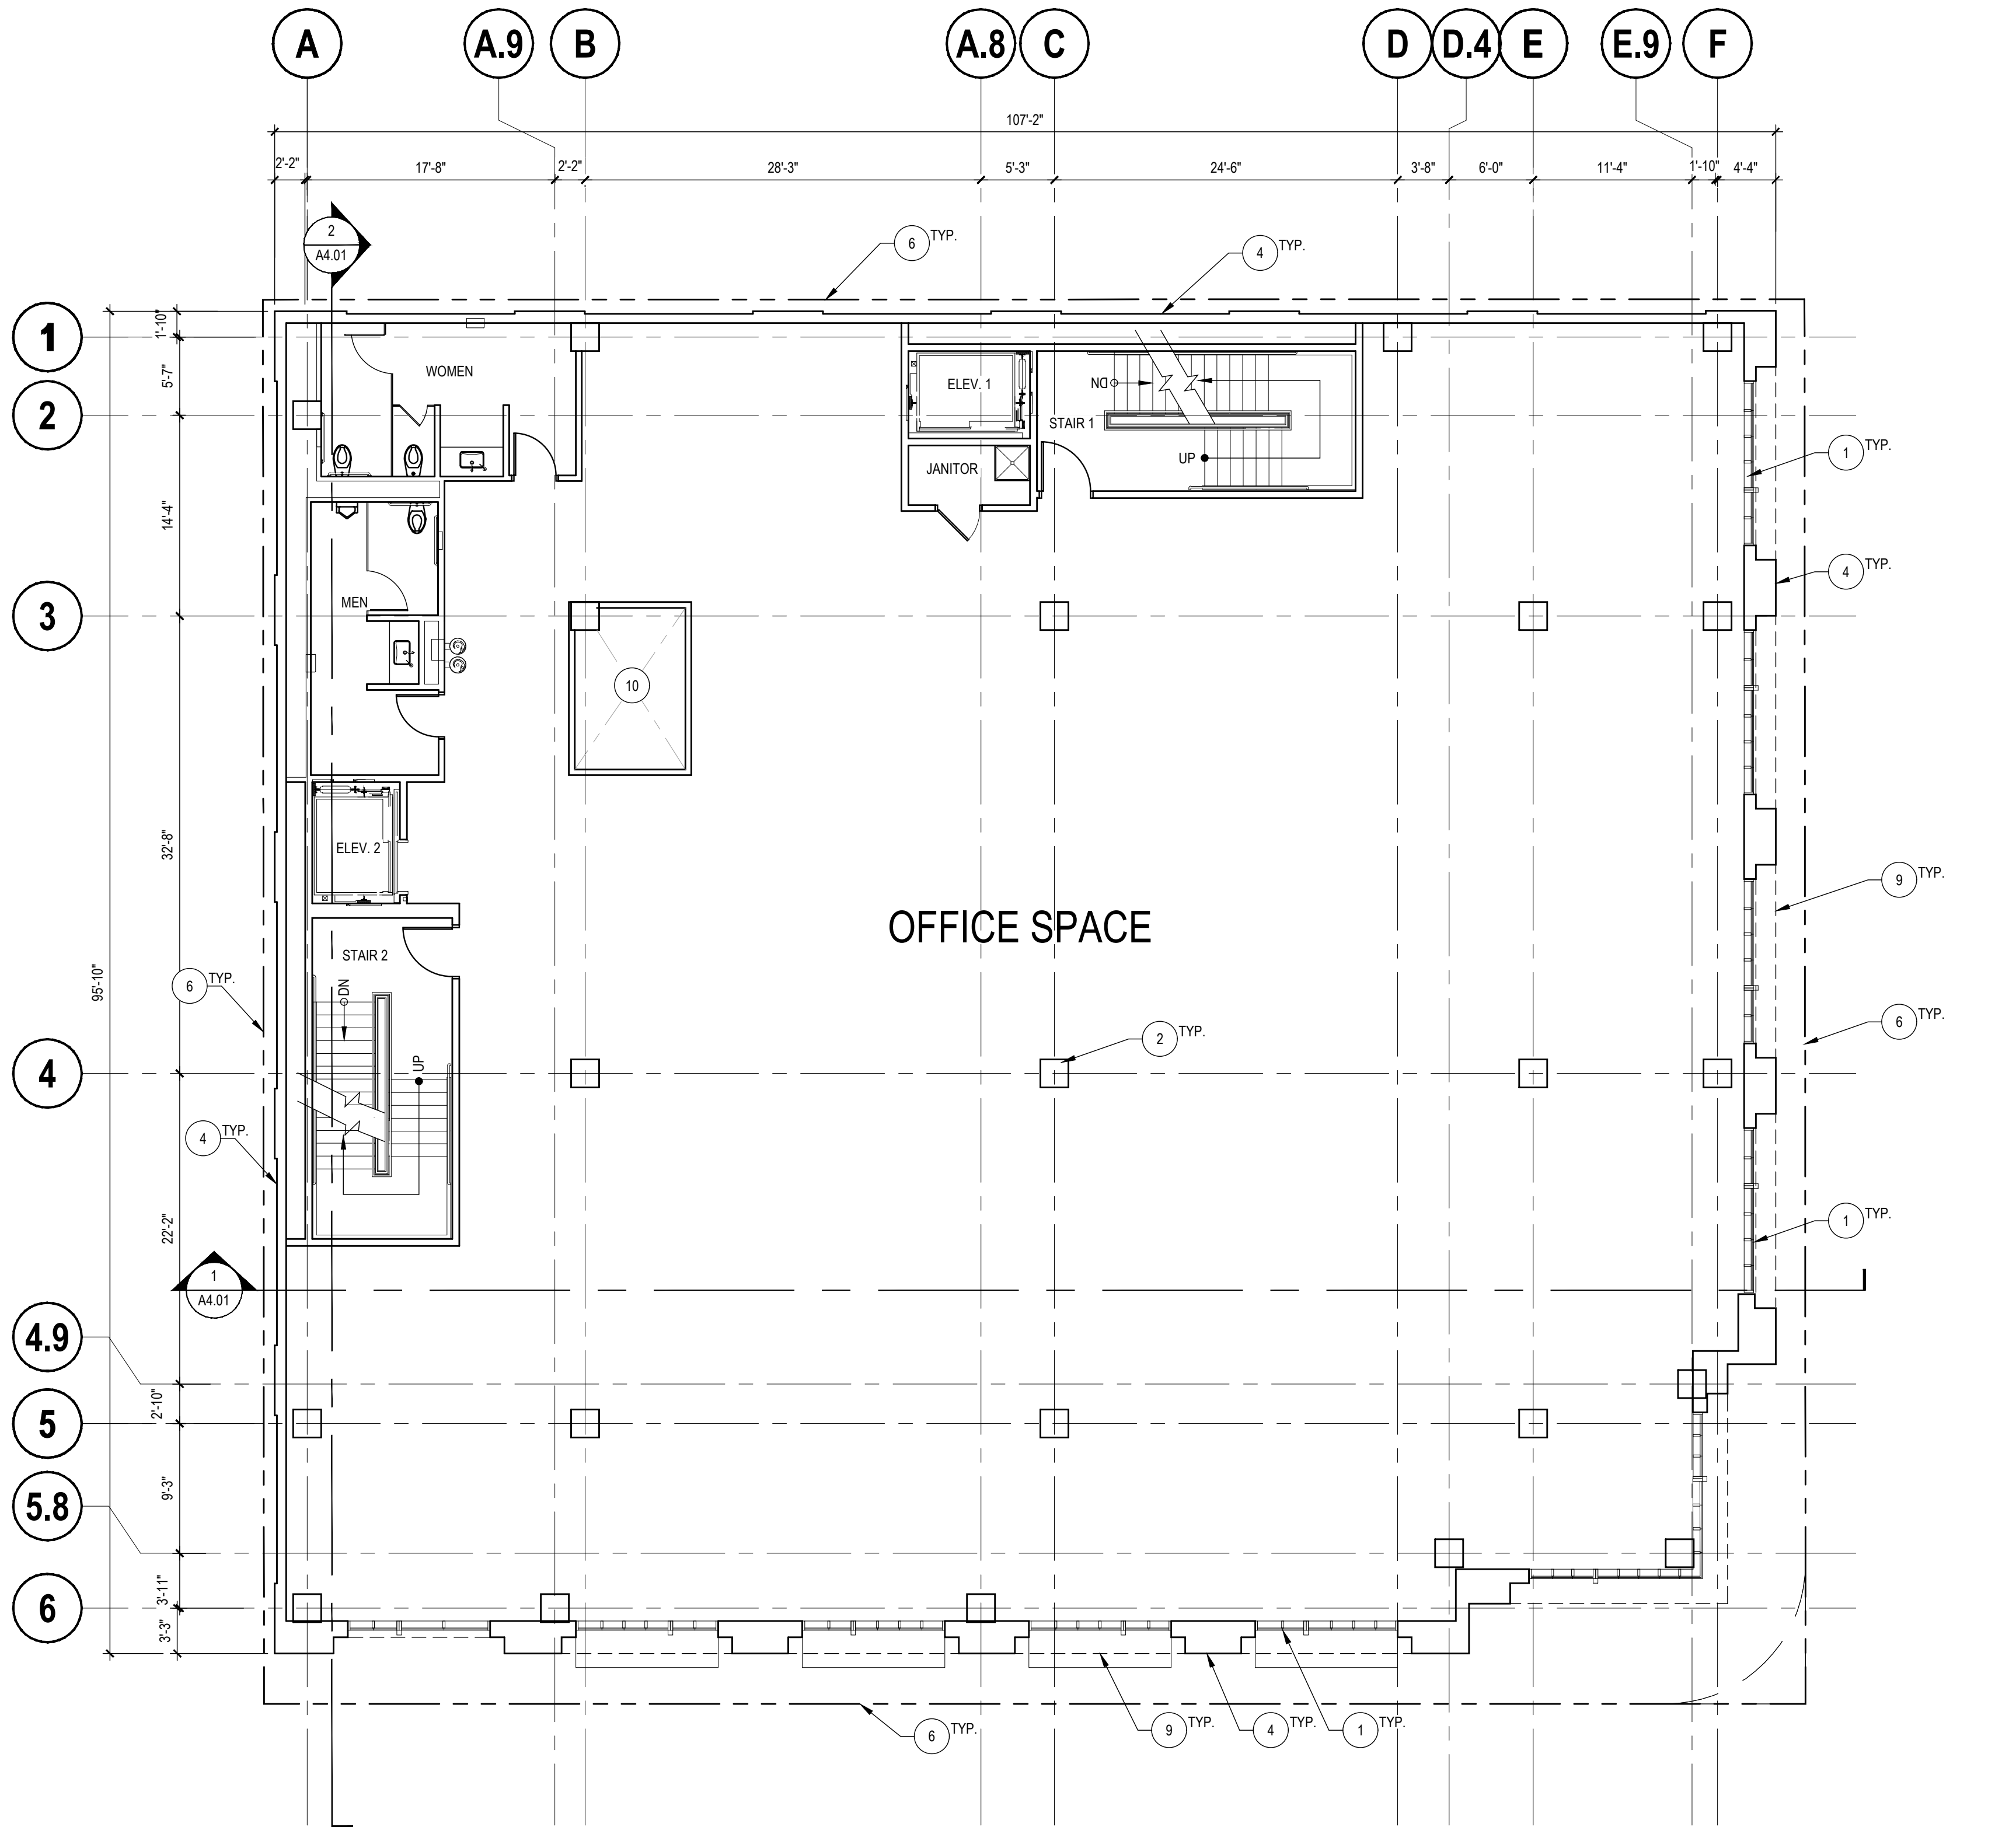 A
A.9
B
A.8
C
D
D.4
E
E.9
F
107'-2"
2'-2"
17'-8"
2'-2"
28'-3"
5'-3"
24'-6"
3'-8"
6'-0"
11'-4"
1'-10"
4'-4"
2
A4.01
6 TYP.
4 TYP.
1
1'-10"
5'-7"
2
WOMEN
ELEV. 1
DN
STAIR 1
UP
JANITOR
1 TYP.
14'-4"
4 TYP.
3
MEN
10
32'-8"
ELEV. 2
9 TYP.
OFFICE SPACE
STAIR 2
95'-10"
6 TYP.
DN
6 TYP.
2 TYP.
4
UP
4 TYP.
22'-2"
1 TYP.
1
A4.01
4.9
2'-10"
5
9'-3"
5.8
3'-11"
6
3'-3"
6 TYP.
9 TYP.
4 TYP.
1 TYP.